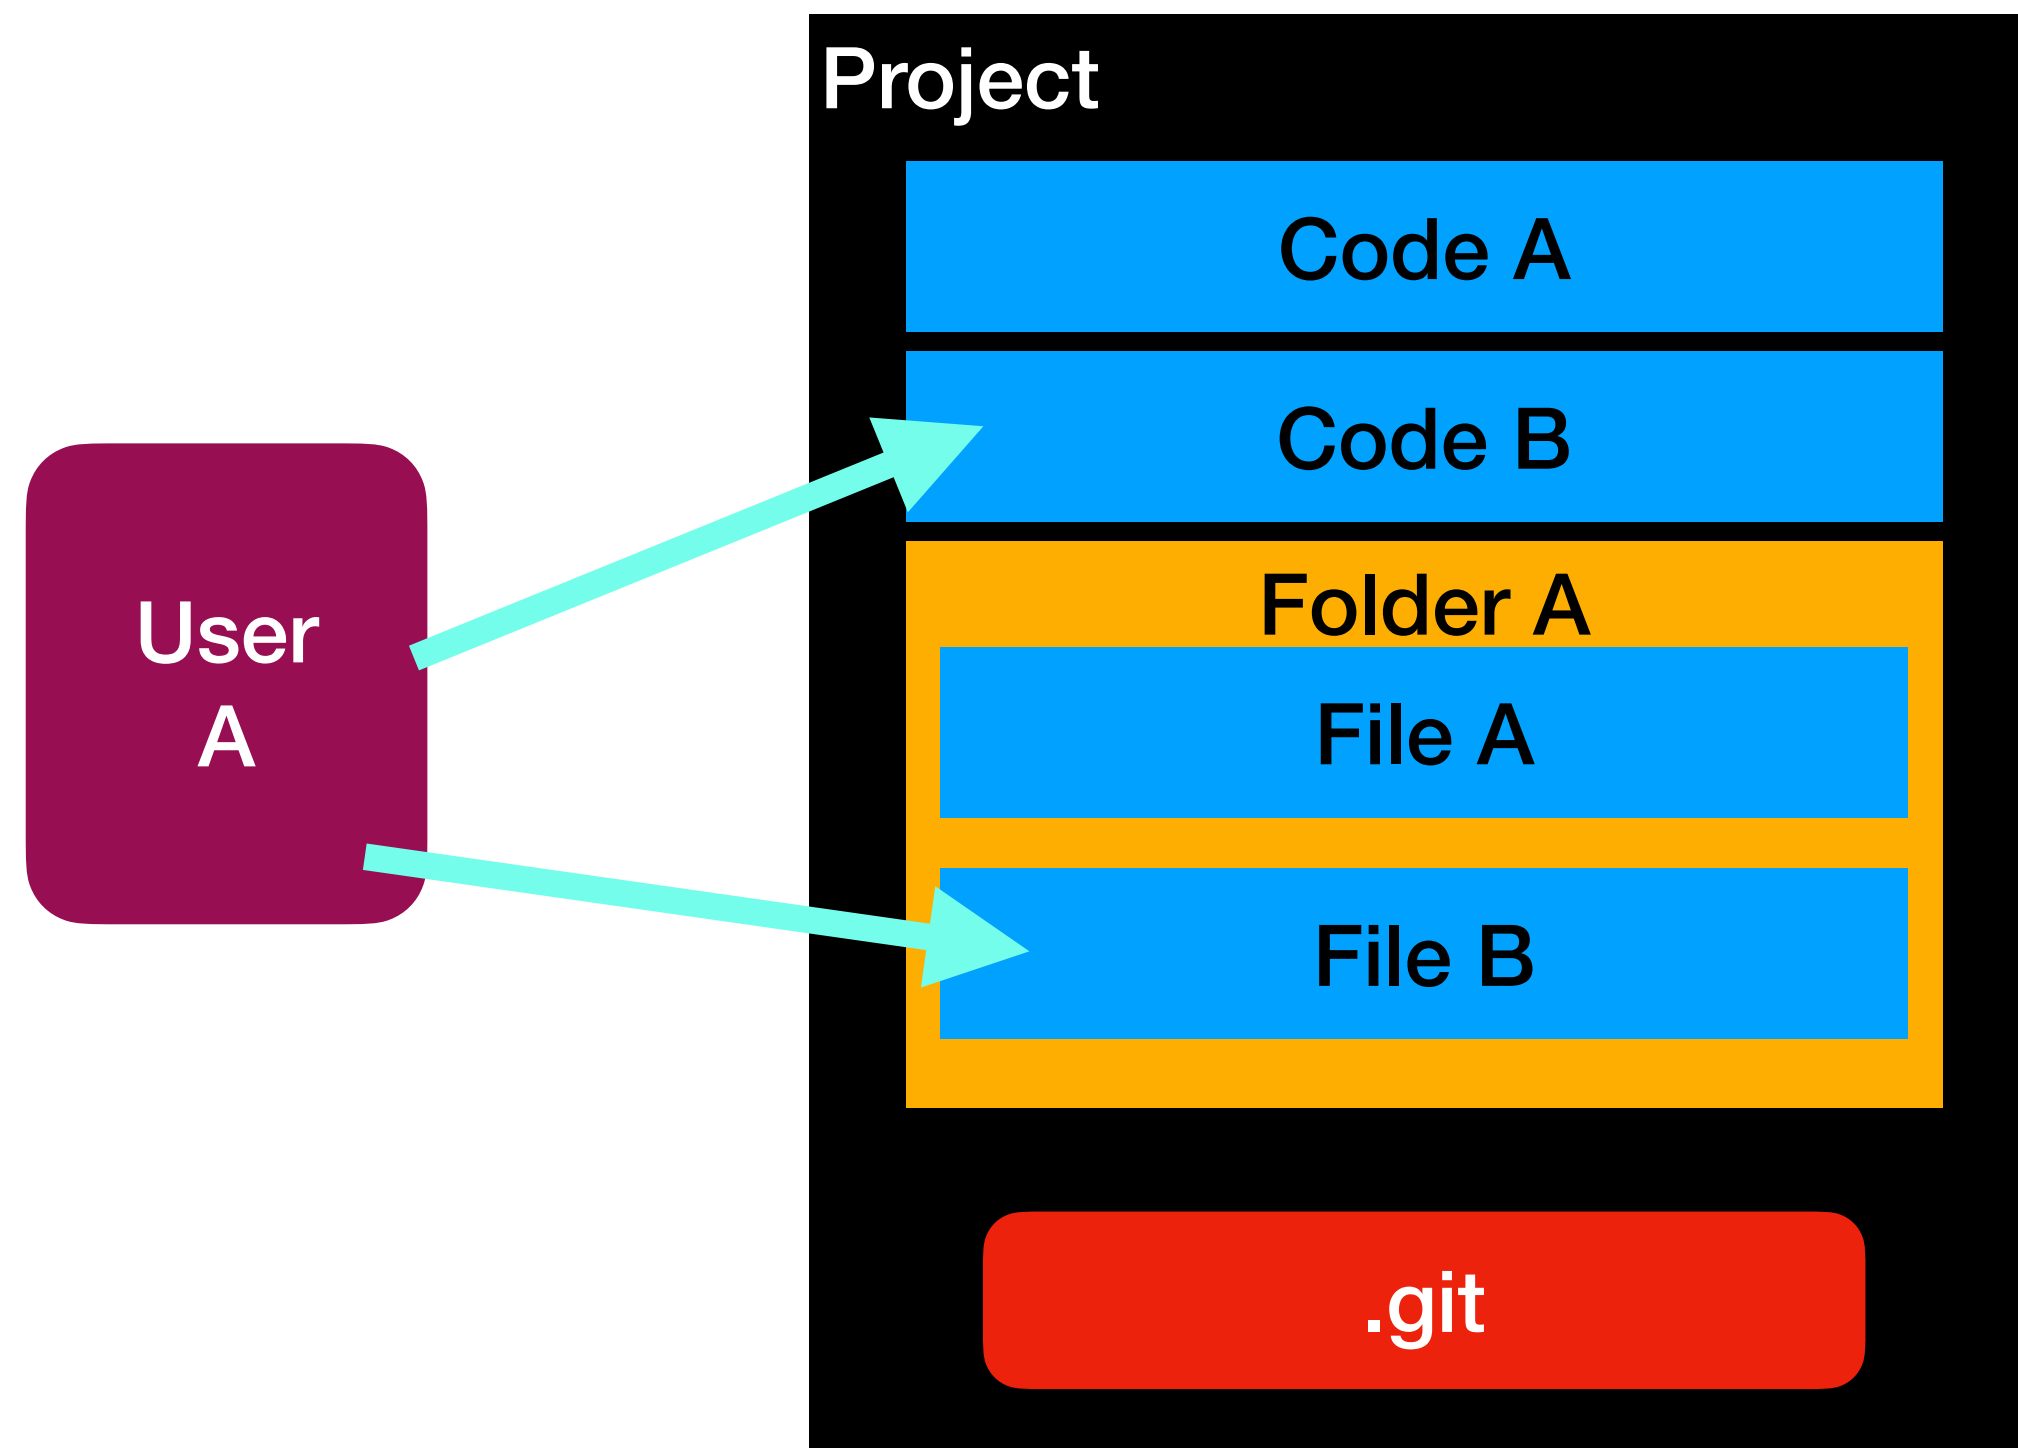 Project
Code A
Code B
Folder A
File A
File B
.git
User
A